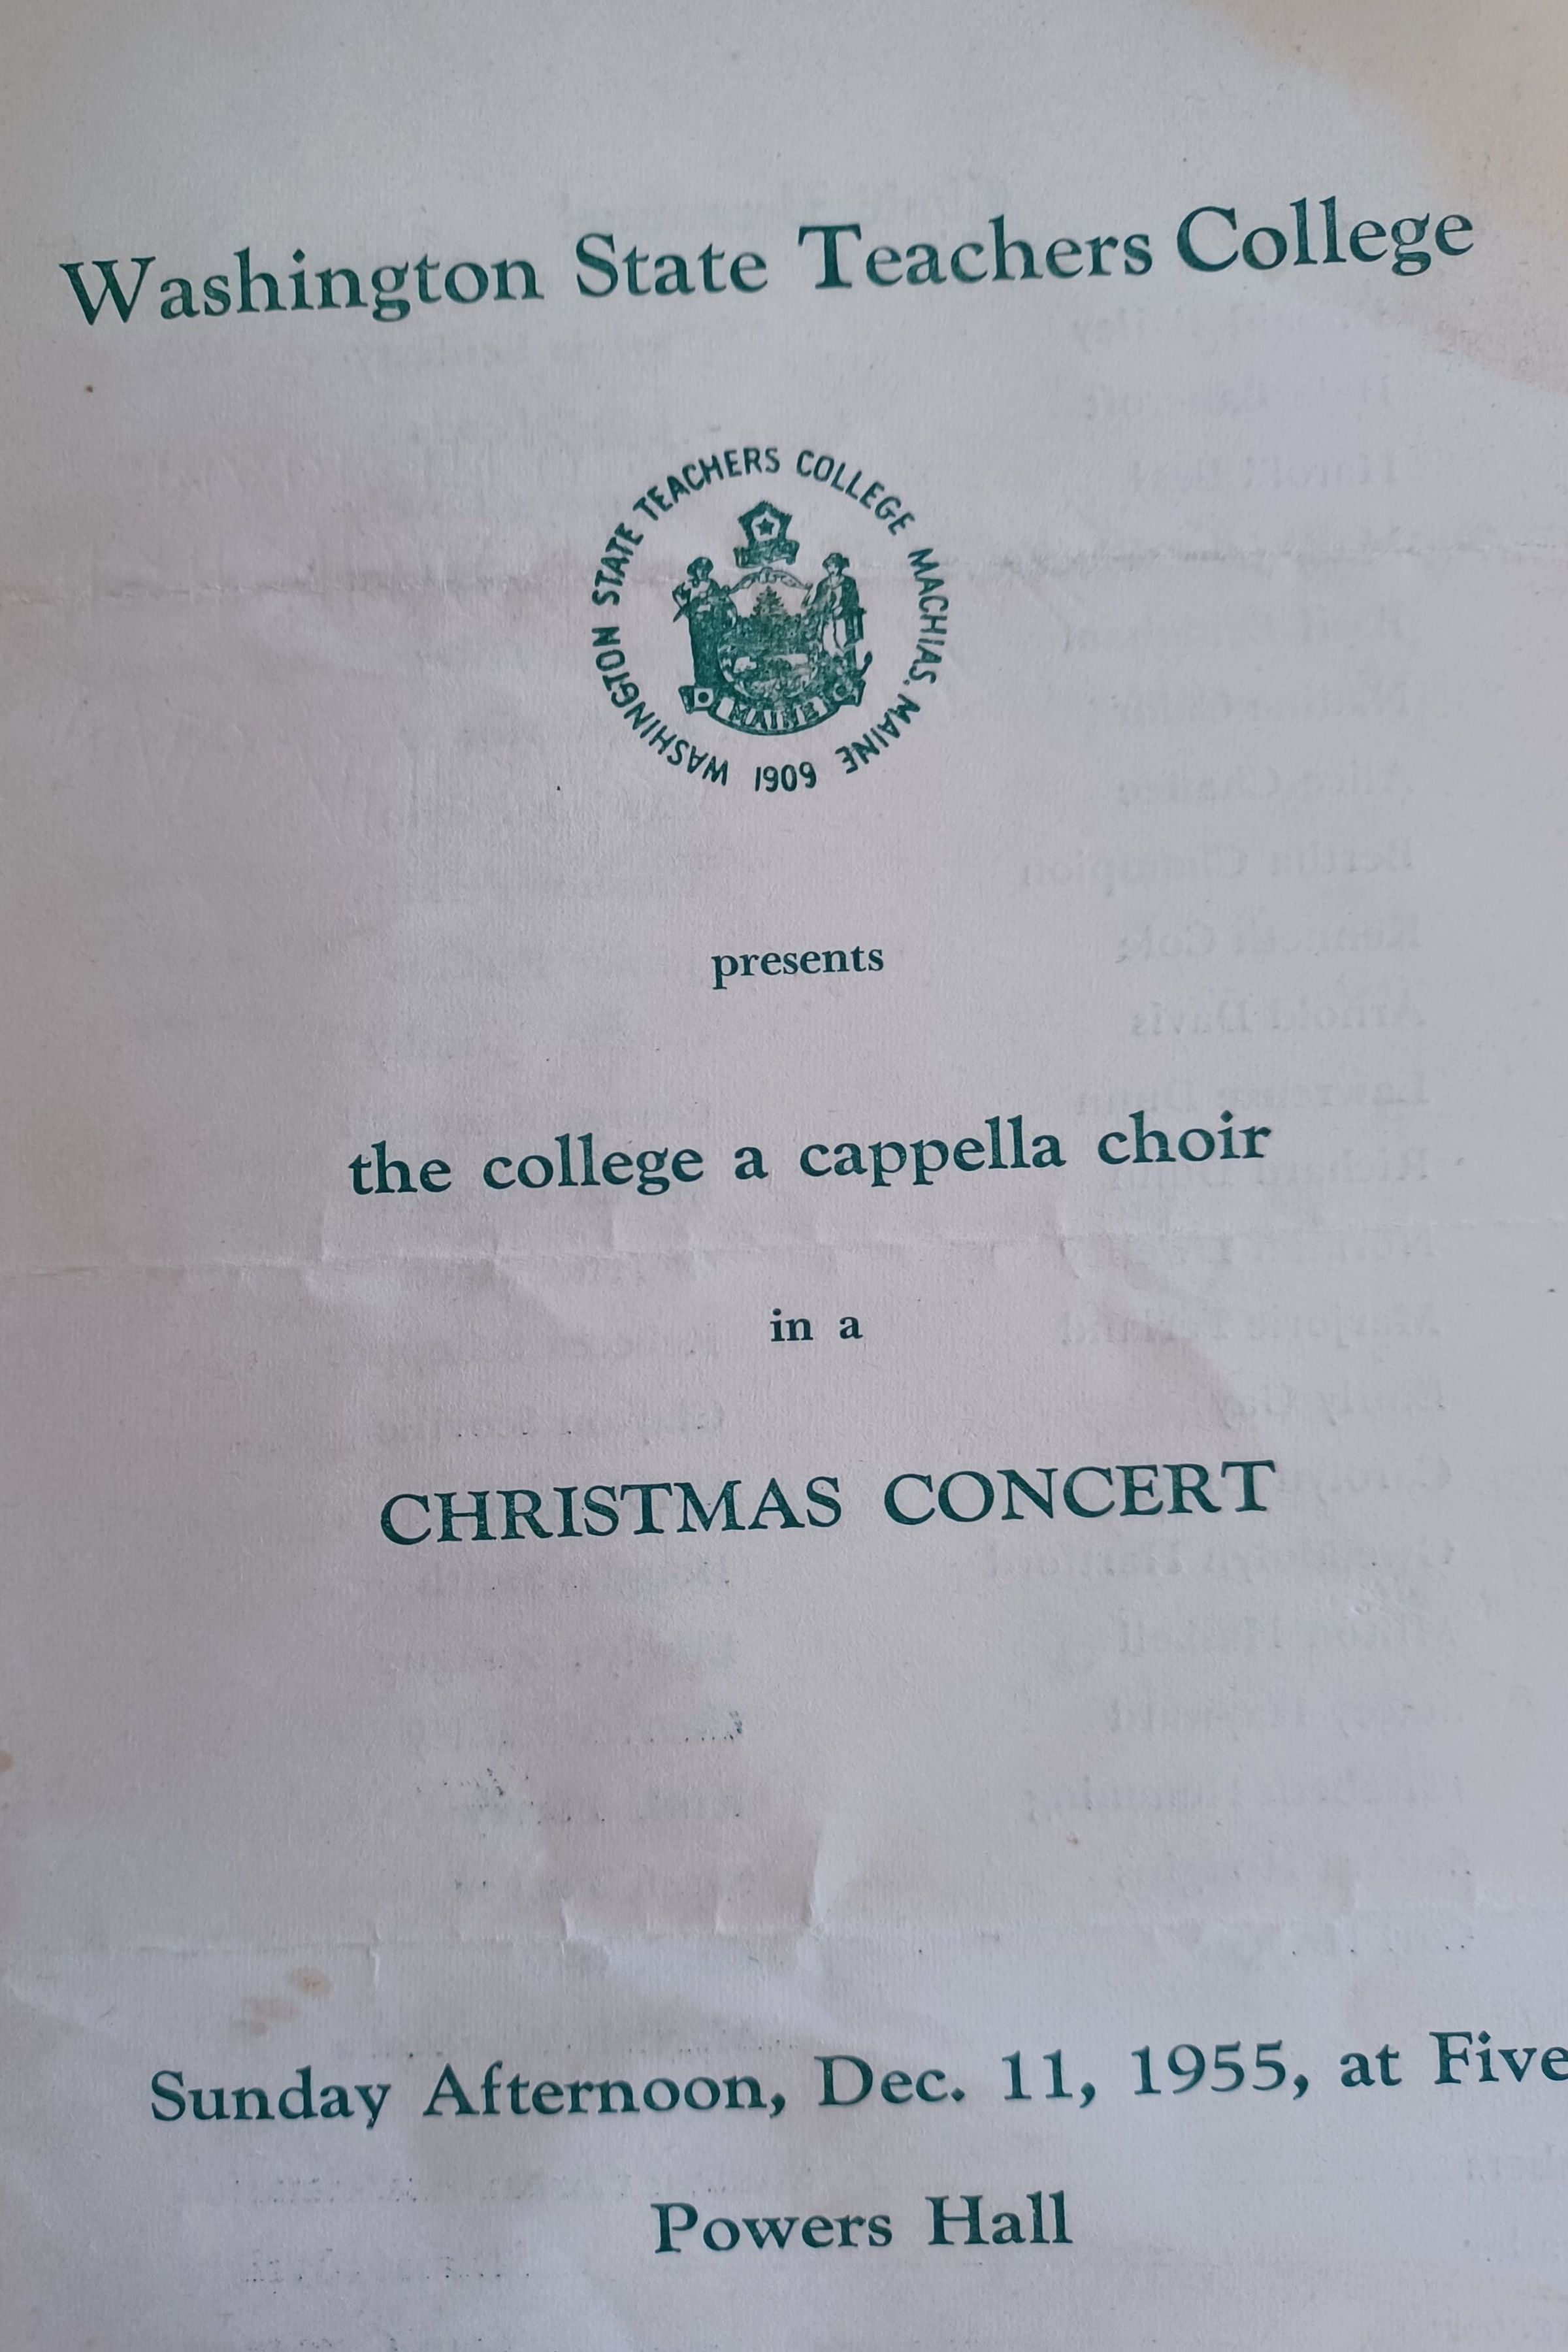 Washington State Teachers College
WASHINGTON STATE TEACHERS COLLEGE MACHIAS, MAINE
1909
MAINE
presents
the college a cappella choir
in a
CHRISTMAS CONCERT
Sunday Afternoon, Dec. 11, 1955, at Five
Powers Hall